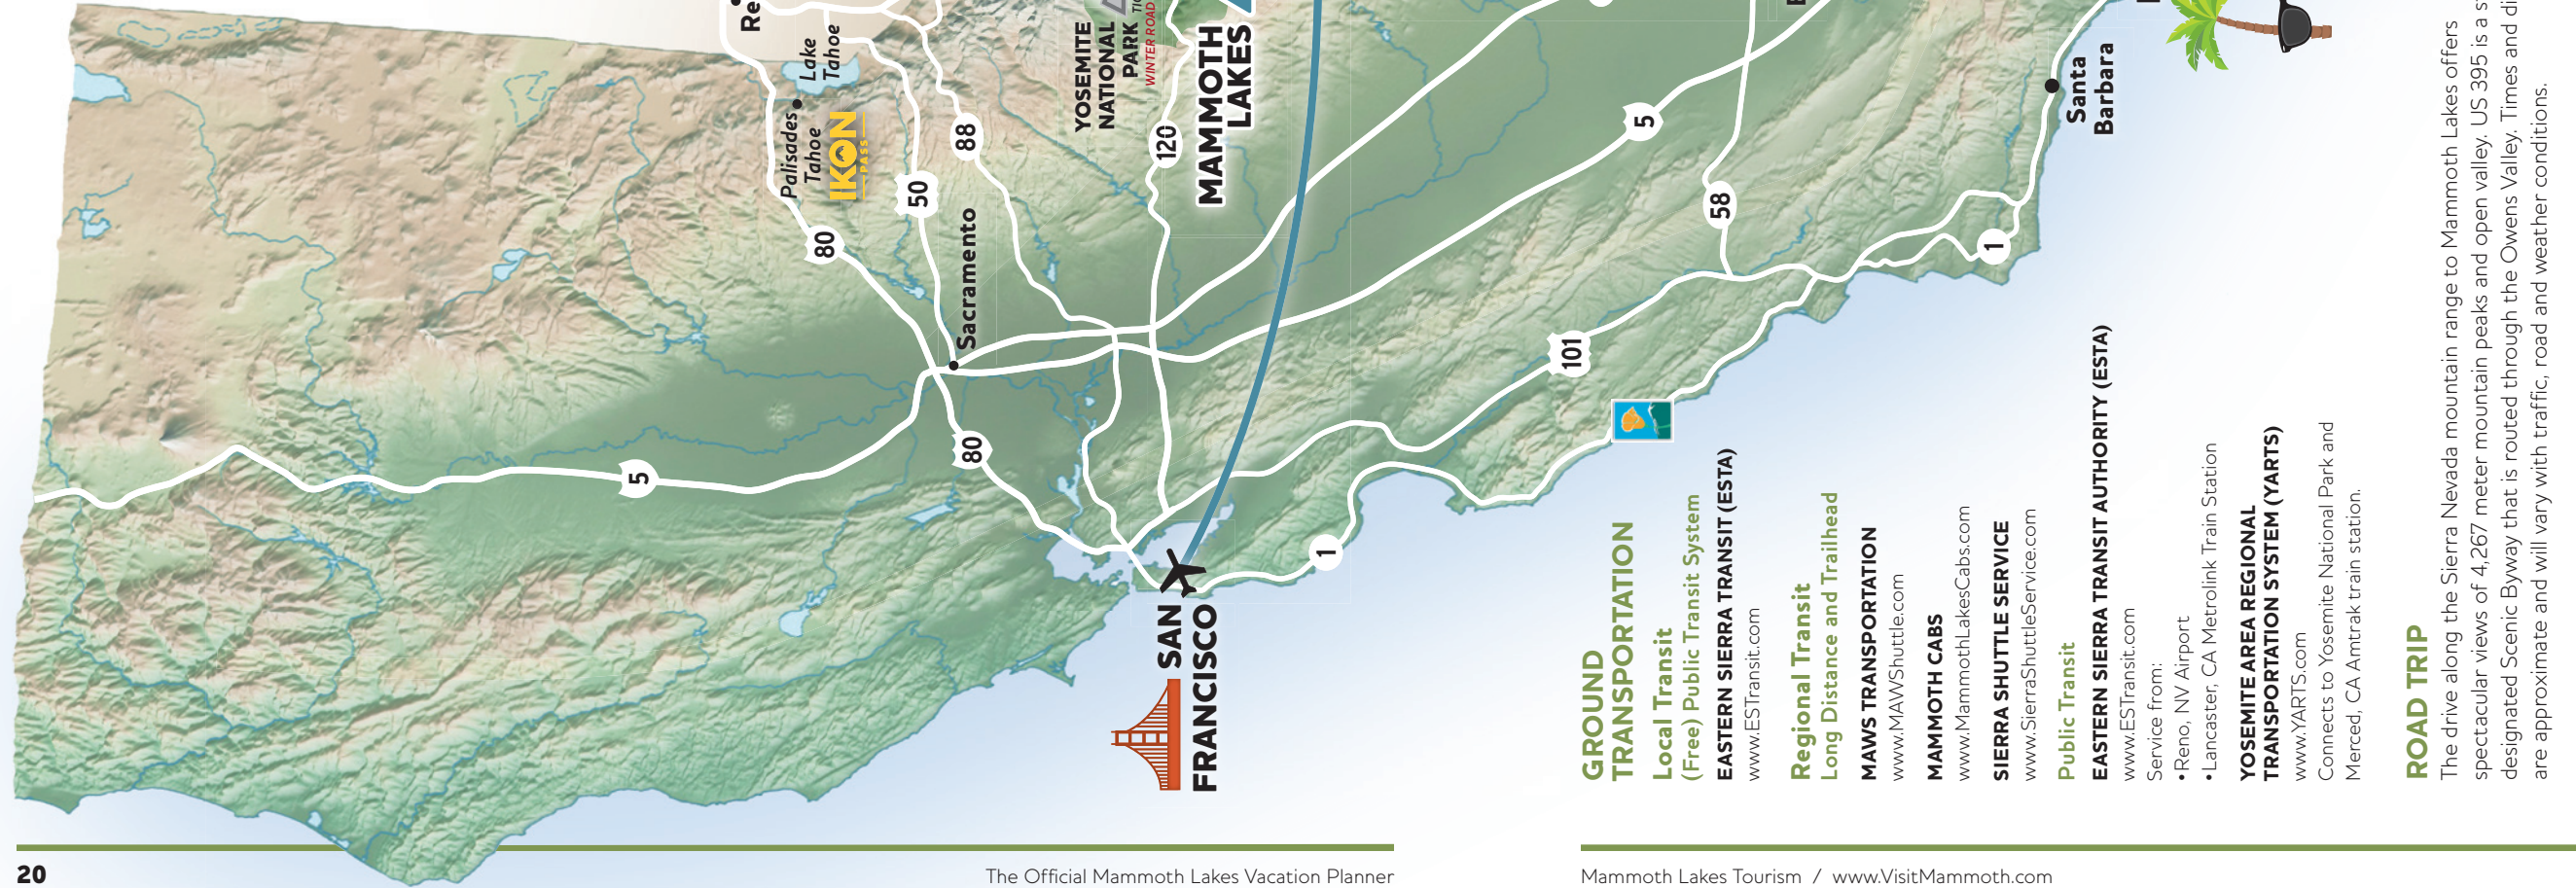 Lake
Tahoe
Palisades
Tahoe
IKON
PASS
80
50
88
Sacramento
YOSEMITE
NATIONAL
PARK
WINTER ROAD
120
MAMMOTH
LAKES
5
58
Santa
Barbara
1
101
80
5
1
SAN
FRANCISCO
GROUND
TRANSPORTATION
Local Transit
(Free) Public Transit System
EASTERN SIERRA TRANSIT (ESTA)
www.ESTransit.com
Regional Transit
Long Distance and Trailhead
MAWS TRANSPORTATION
www.MAWShuttle.com
MAMMOTH CABS
www.MammothLakesCabs.com
SIERRA SHUTTLE SERVICE
www.SierraShuttleService.com
Public Transit
EASTERN SIERRA TRANSIT AUTHORITY (ESTA)
www.ESTransit.com
Service from:
•Reno, NV Airport
•Lancaster, CA Metrolink Train Station
YOSEMITE AREA REGIONAL
TRANSPORTATION SYSTEM (YARTS)
www.YARTS.com
Connects to Yosemite National Park and
Merced, CA Amtrak train station.
ROAD TRIP
The drive along the Sierra Nevada mountain range to Mammoth Lakes offers
spectacular views of 4,267 meter mountain peaks and open valley. US 395 is a
designated Scenic Byway that is routed through the Owens Valley. Times and
are approximate and will vary with traffic, road and weather conditions.
20
The Official Mammoth Lakes Vacation Planner
Mammoth Lakes Tourism / www.VisitMammoth.com